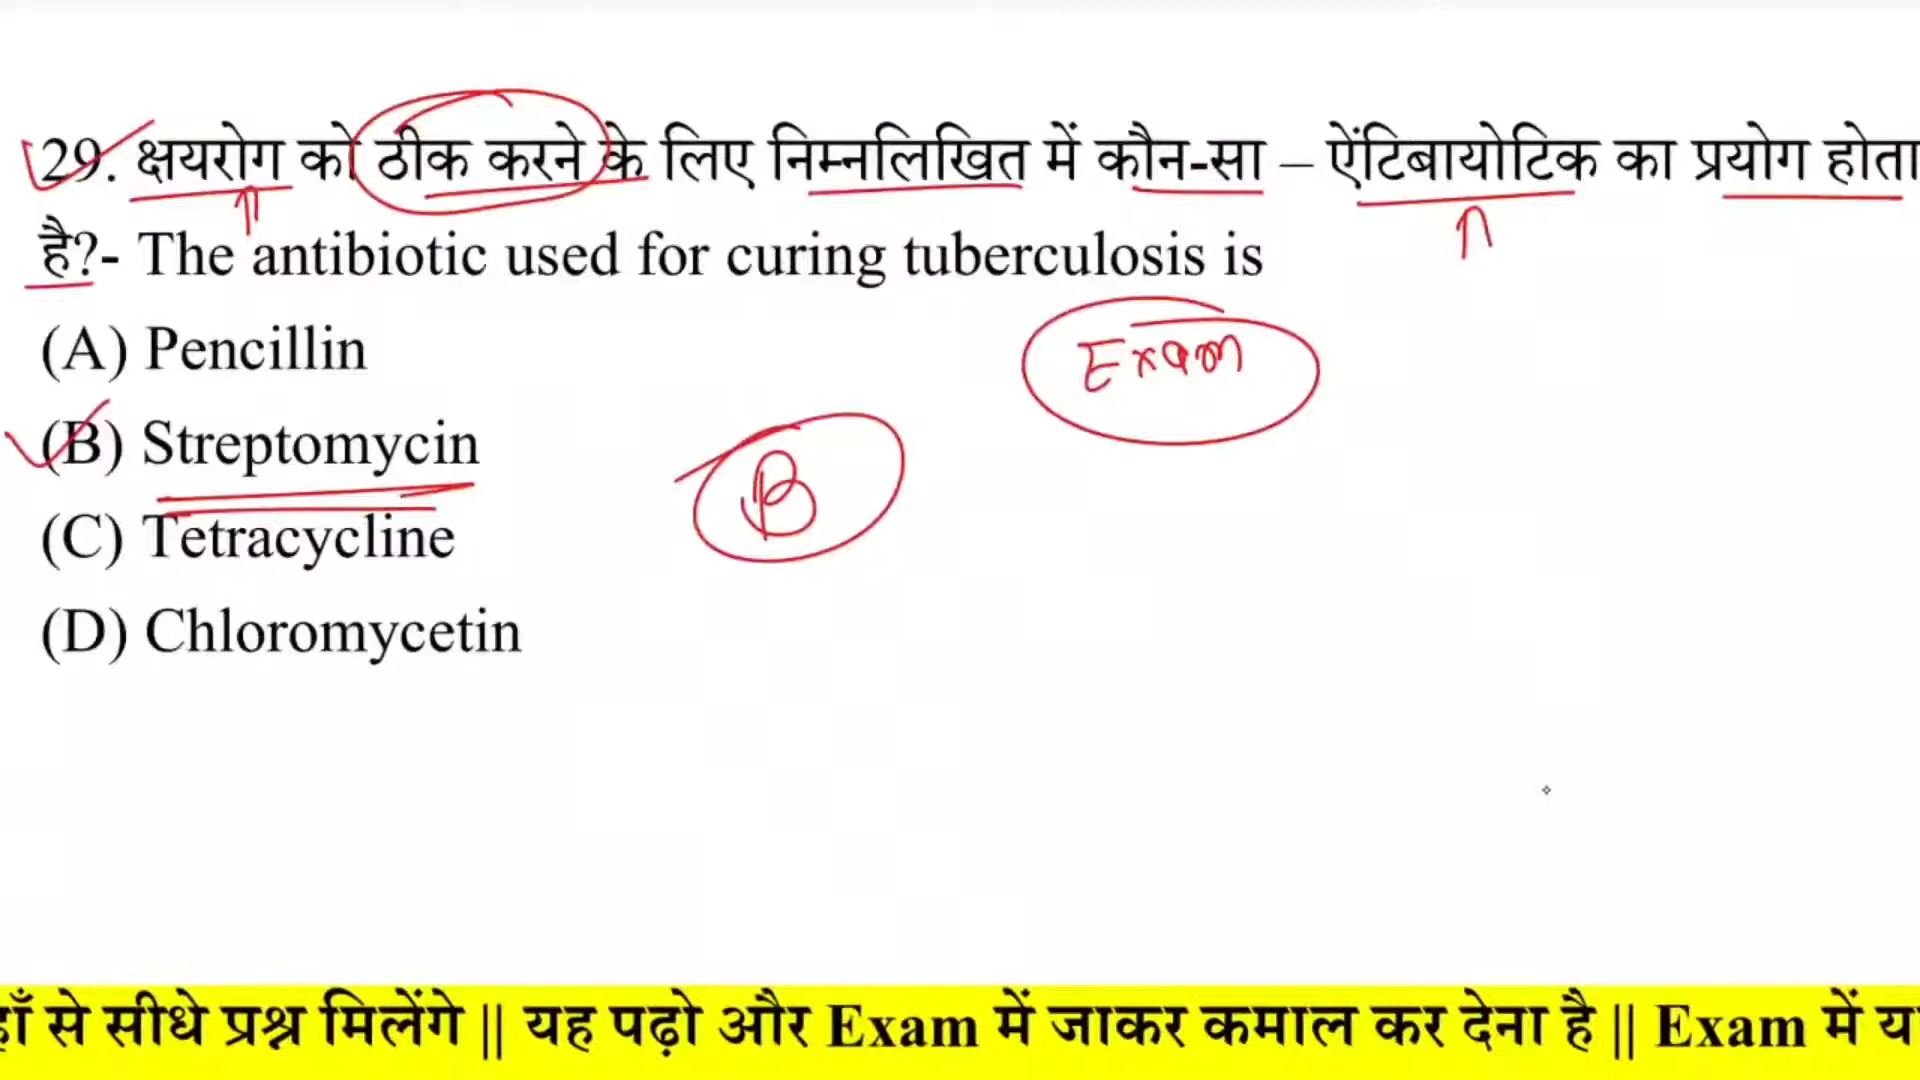 29. क्षयरोग को ठीक करने के लिए निम्नलिखित में कौन-सा – ऐंटिबायोटिक का प्रयोग होता
है?- The antibiotic used for curing tuberculosis is
(A) Pencillin
Exam
(B) Streptomycin
B
(C) Tetracycline
(D) Chloromycetin
से सीधे प्रश्न मिलेंगे || यह पढ़ो और Exam में जाकर कमाल कर देना है || Exam में